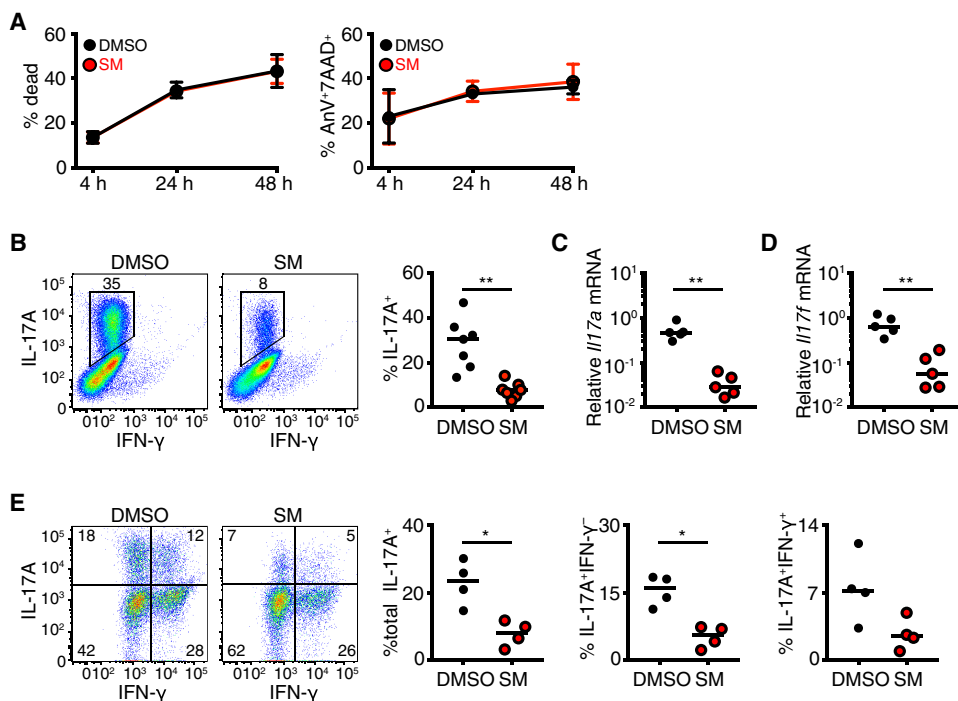 A
60
40
20
0
% dead
DMSO
SM
4 h 24 h 48 h
60
40
20
0
% AnV⁺7AAD⁺
DMSO
SM
4 h 24 h 48 h
B
DMSO
SM
35
8
IL-17A
10⁵
10⁴
10³
10²
0
0 10² 10³ 10⁴ 10⁵
0 10² 10³ 10⁴ 10⁵
IFN-γ
IFN-γ
% IL-17A⁺
60
40
20
0
**
DMSO SM
C
Relative Il17a mRNA
10¹
10⁰
10⁻¹
10⁻²
**
DMSO SM
D
Relative Il17f mRNA
10¹
10⁰
10⁻¹
10⁻²
**
DMSO SM
E
DMSO
SM
IL-17A
10⁵
10⁴
10³
10²
0
18 12
42 28
7 5
62 26
0 10² 10³ 10⁴ 10⁵
0 10² 10³ 10⁴ 10⁵
IFN-γ
IFN-γ
%total IL-17A⁺
40
20
0
*
DMSO SM
% IL-17A⁺IFN-γ⁻
30
15
0
*
DMSO SM
% IL-17A⁺IFN-γ⁺
14
7
0
DMSO SM